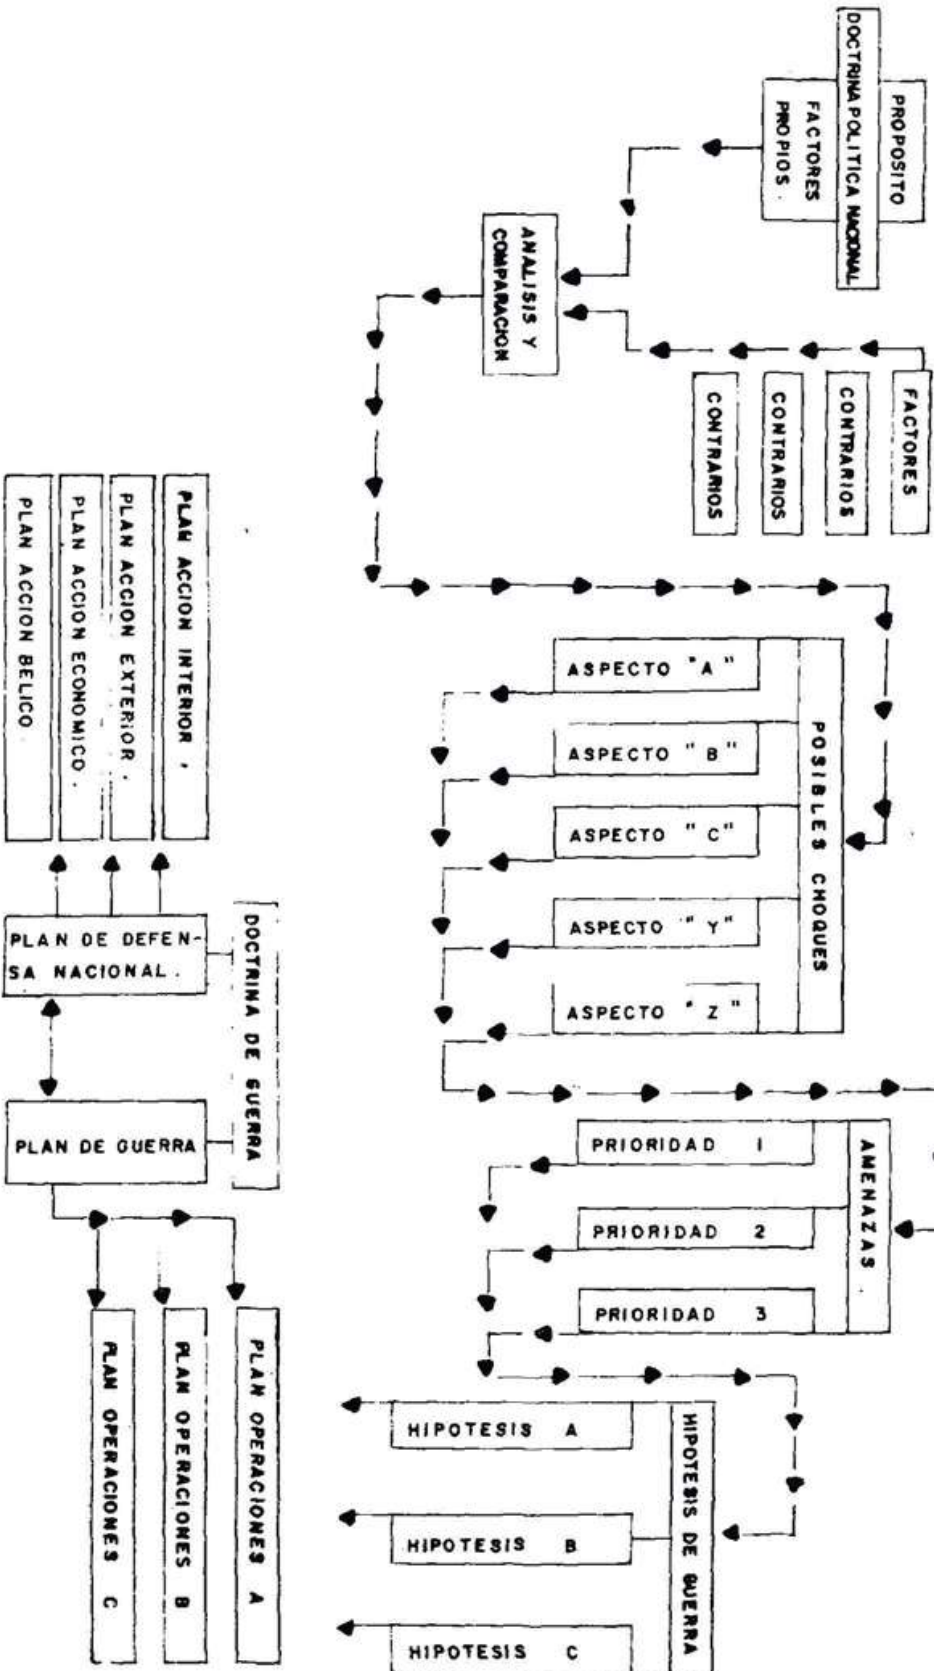 PROPOSITO
DOCTRINA POLITICA NACIONAL
FACTORES
PROPIOS.
FACTORES
CONTRARIOS
CONTRARIOS
CONTRARIOS
ANALISIS Y
COMPARACION
POSIBLES CHOQUES
ASPECTO "A"
ASPECTO "B"
ASPECTO "C"
ASPECTO "Y"
ASPECTO "Z"
AMENAZAS
PRIORIDAD 1
PRIORIDAD 2
PRIORIDAD 3
HIPOTESIS DE GUERRA
HIPOTESIS A
HIPOTESIS B
HIPOTESIS C
DOCTRINA DE GUERRA
PLAN DE DEFEN-
SA NACIONAL.
PLAN DE GUERRA
PLAN ACCION INTERIOR.
PLAN ACCION EXTERIOR.
PLAN ACCION ECONOMICO.
PLAN ACCION BELICO.
PLAN OPERACIONES A
PLAN OPERACIONES B
PLAN OPERACIONES C